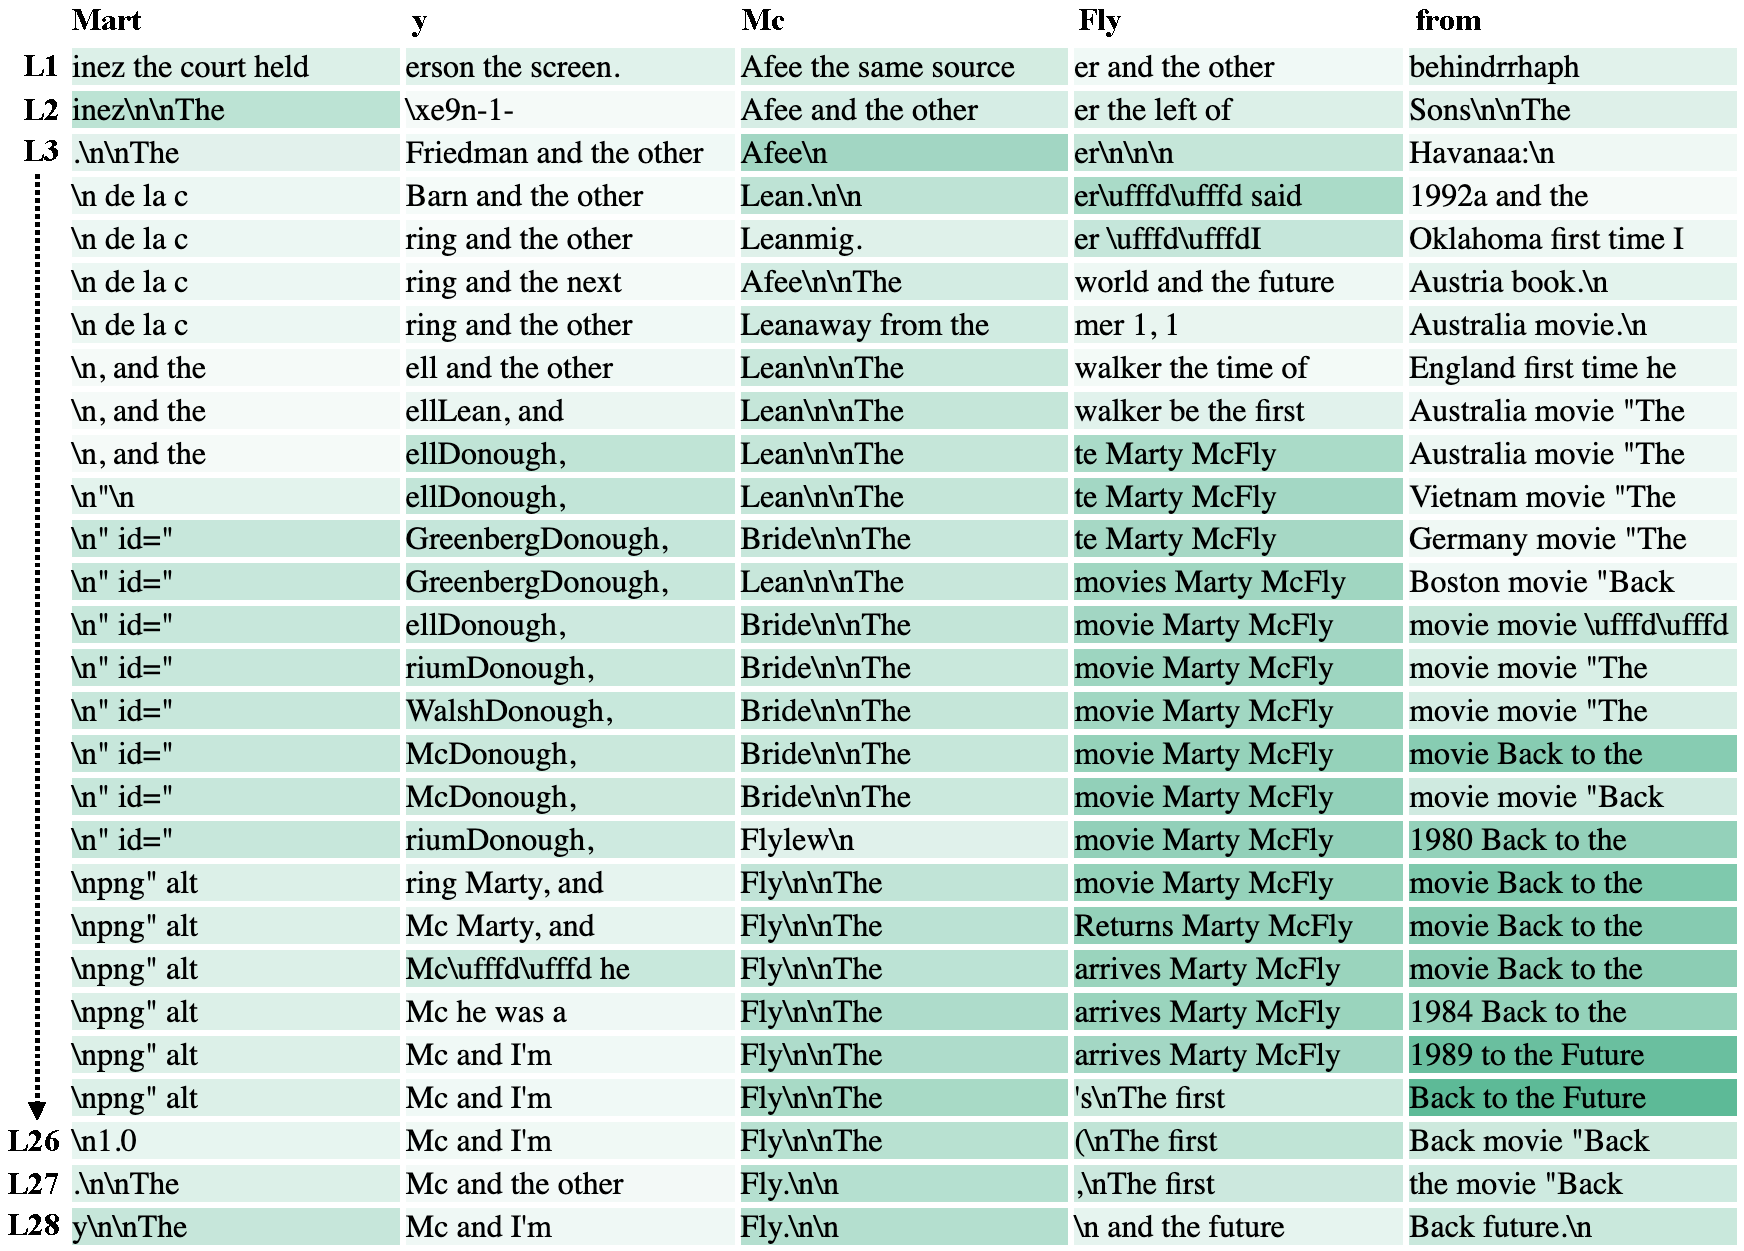 Mart y Mc Fly from
L1 inez the court held erson the screen. Afee the same source er and the other behindrrhaph
L2 inez\n\nThe \xe9n-1- Afee and the other er the left of Sons\n\nThe
L3 .\n\nThe Friedman and the other Afee\n er\n\n\n Havanaa:\n
\n de la c Barn and the other Lean.\n\n er\ufffd\ufffd said 1992a and the
\n de la c ring and the other Leanmig. er \ufffd\ufffdI Oklahoma first time I
\n de la c ring and the next Afee\n\nThe world and the future Austria book.\n
\n de la c ring and the other Leanaway from the mer 1, 1 Australia movie.\n
\n, and the ell and the other Lean\n\nThe walker the time of England first time he
\n, and the ellLean, and Lean\n\nThe walker be the first Australia movie "The
\n, and the ellDonough, Lean\n\nThe te Marty McFly Australia movie "The
\n"\n ellDonough, Lean\n\nThe te Marty McFly Vietnam movie "The
\n" id=" GreenbergDonough, Bride\n\nThe te Marty McFly Germany movie "The
\n" id=" GreenbergDonough, Lean\n\nThe movies Marty McFly Boston movie "Back
\n" id=" ellDonough, Bride\n\nThe movie Marty McFly movie movie \ufffd\ufffd
\n" id=" riumDonough, Bride\n\nThe movie Marty McFly movie movie "The
\n" id=" WalshDonough, Bride\n\nThe movie Marty McFly movie movie "The
\n" id=" McDonough, Bride\n\nThe movie Marty McFly movie Back to the
\n" id=" McDonough, Bride\n\nThe movie Marty McFly movie movie "Back
\n" id=" riumDonough, Flylew\n movie Marty McFly 1980 Back to the
\npng" alt ring Marty, and Fly\n\nThe movie Marty McFly movie Back to the
\npng" alt Mc Marty, and Fly\n\nThe Returns Marty McFly movie Back to the
\npng" alt Mc\ufffd\ufffd he Fly\n\nThe arrives Marty McFly movie Back to the
\npng" alt Mc he was a Fly\n\nThe arrives Marty McFly 1984 Back to the
\npng" alt Mc and I'm Fly\n\nThe arrives Marty McFly 1989 to the Future
\npng" alt Mc and I'm Fly\n\nThe 's\nThe first Back to the Future
L26 \n1.0 Mc and I'm Fly\n\nThe (\nThe first Back movie "Back
L27 .\n\nThe Mc and the other Fly.\n\n ,\nThe first the movie "Back
L28 y\n\nThe Mc and I'm Fly.\n\n \n and the future Back future.\n